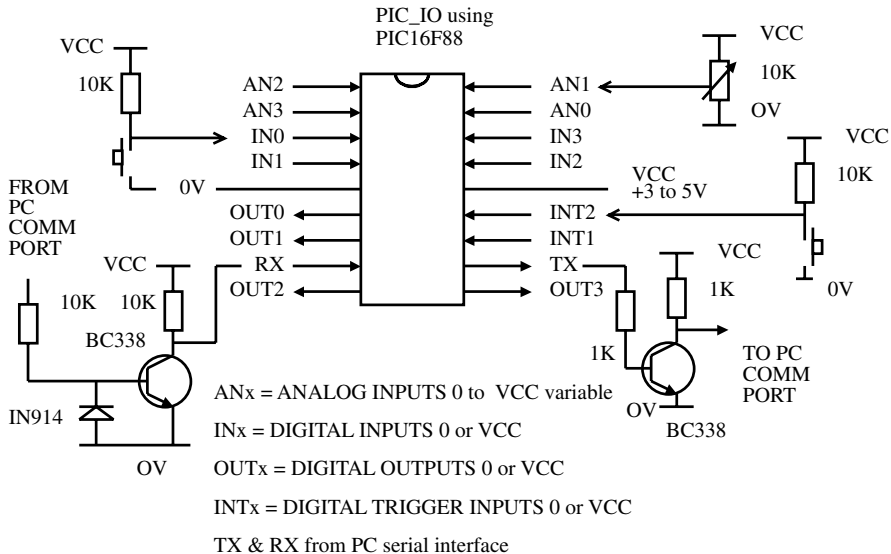 PIC_IO using
PIC16F88
VCC
10K
AN2
AN3
IN0
IN1
0V
OUT0
OUT1
RX
OUT2
AN1
AN0
IN3
IN2
VCC
+3 to 5V
INT2
INT1
TX
OUT3
VCC
10K
OV
VCC
10K
0V
FROM
PC
COMM
PORT
VCC
10K
10K
BC338
IN914
OV
VCC
1K
1K
TO PC
COMM
PORT
OV
BC338
ANx = ANALOG INPUTS 0 to VCC variable
INx = DIGITAL INPUTS 0 or VCC
OUTx = DIGITAL OUTPUTS 0 or VCC
INTx = DIGITAL TRIGGER INPUTS 0 or VCC
TX & RX from PC serial interface